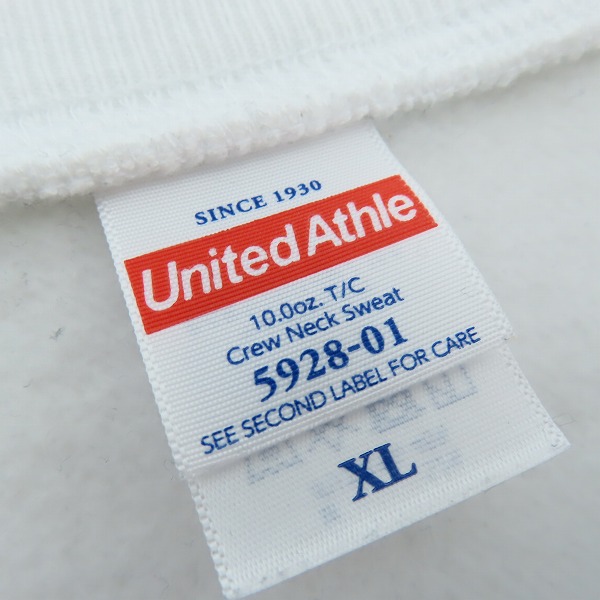 SINCE 1930
United Athle
10.0oz. T/C
Crew Neck Sweat
5928-01
SEE SECOND LABEL FOR CARE
XL